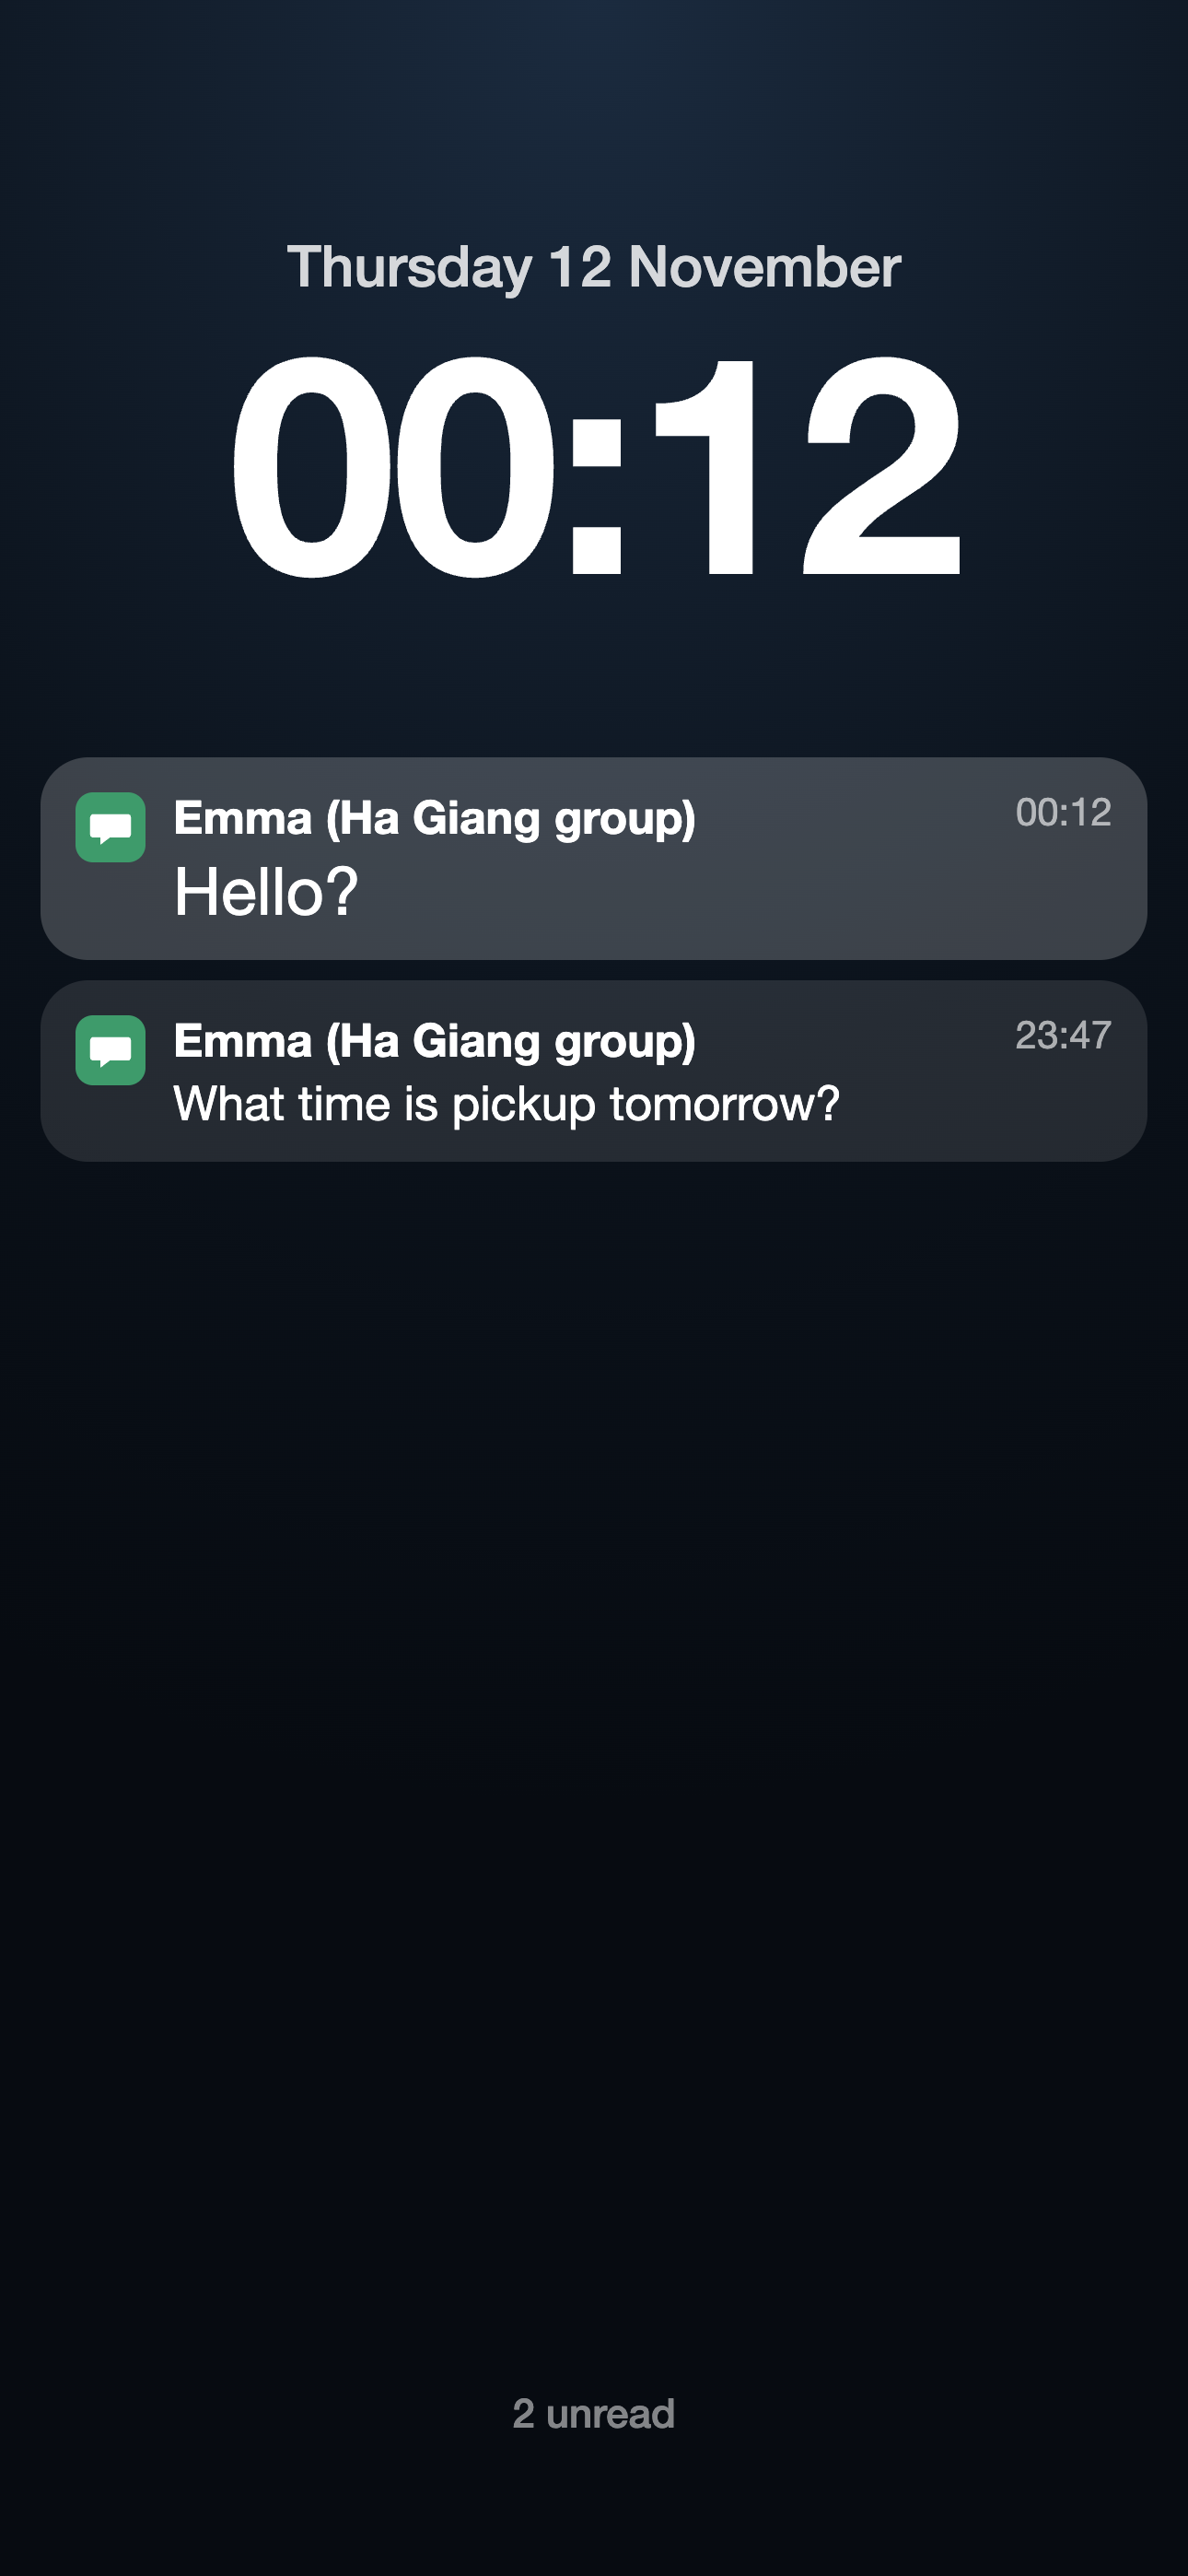 Thursday 12 November
00:12
Emma (Ha Giang group)
00:12
Hello?
Emma (Ha Giang group)
23:47
What time is pickup tomorrow?
2 unread